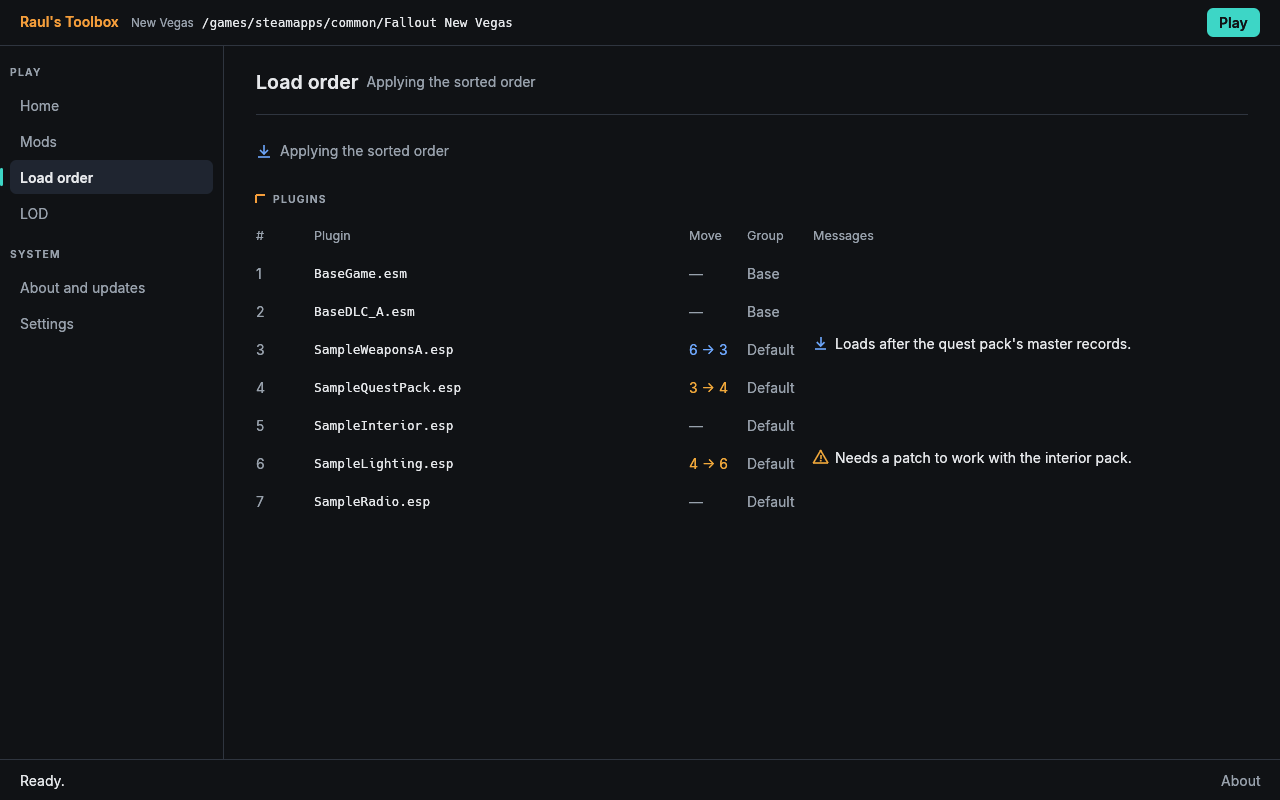 Raul's Toolbox New Vegas /games/steamapps/common/Fallout New Vegas Play
PLAY
Home
Mods
Load order
LOD
SYSTEM
About and updates
Settings
Load order Applying the sorted order
Applying the sorted order
PLUGINS
# Plugin Move Group Messages
1 BaseGame.esm — Base
2 BaseDLC_A.esm — Base
3 SampleWeaponsA.esp 6 → 3 Default Loads after the quest pack's master records.
4 SampleQuestPack.esp 3 → 4 Default
5 SampleInterior.esp — Default
6 SampleLighting.esp 4 → 6 Default Needs a patch to work with the interior pack.
7 SampleRadio.esp — Default
Ready. About